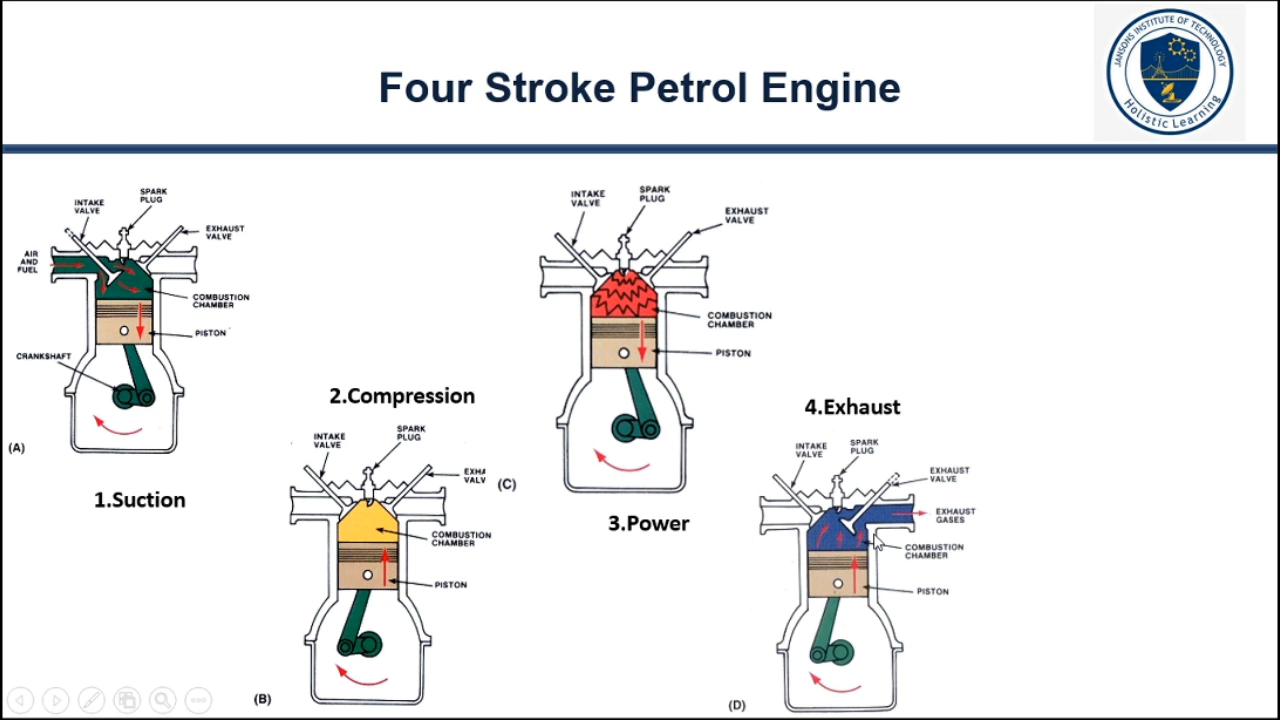 JANSONS INSTITUTE OF TECHNOLOGY
Holistic Learning
Four Stroke Petrol Engine
SPARK
PLUG
INTAKE
VALVE
EXHAUST
VALVE
AIR
AND
FUEL
COMBUSTION
CHAMBER
PISTON
CRANKSHAFT
(A)
1.Suction
2.Compression
SPARK
PLUG
INTAKE
VALVE
EXHA
VALV
COMBUSTION
CHAMBER
PISTON
(B)
SPARK
PLUG
INTAKE
VALVE
EXHAUST
VALVE
COMBUSTION
CHAMBER
PISTON
(C)
3.Power
4.Exhaust
SPARK
PLUG
INTAKE
VALVE
EXHAUST
VALVE
EXHAUST
GASES
COMBUSTION
CHAMBER
PISTON
(D)